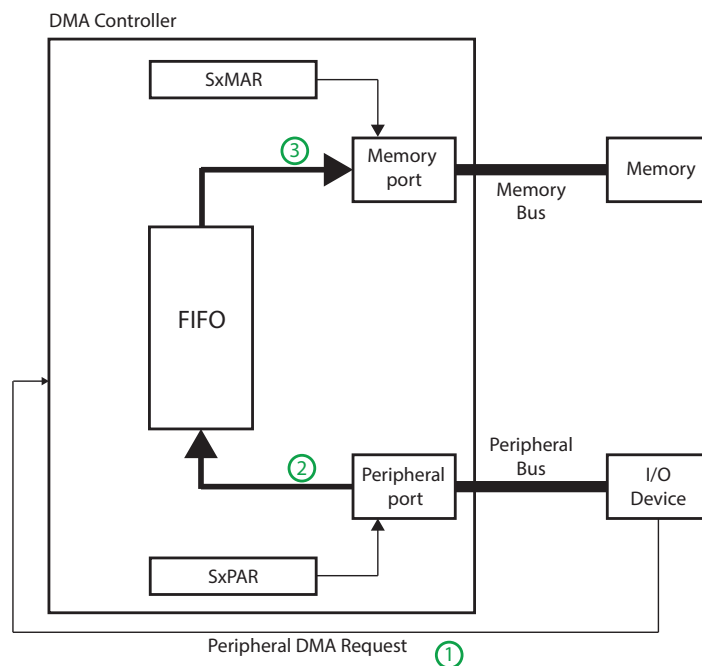 DMA Controller
SxMAR
3
Memory
port
Memory
Memory
Bus
FIFO
2
Peripheral
port
Peripheral
Bus
I/O
Device
SxPAR
Peripheral DMA Request
1